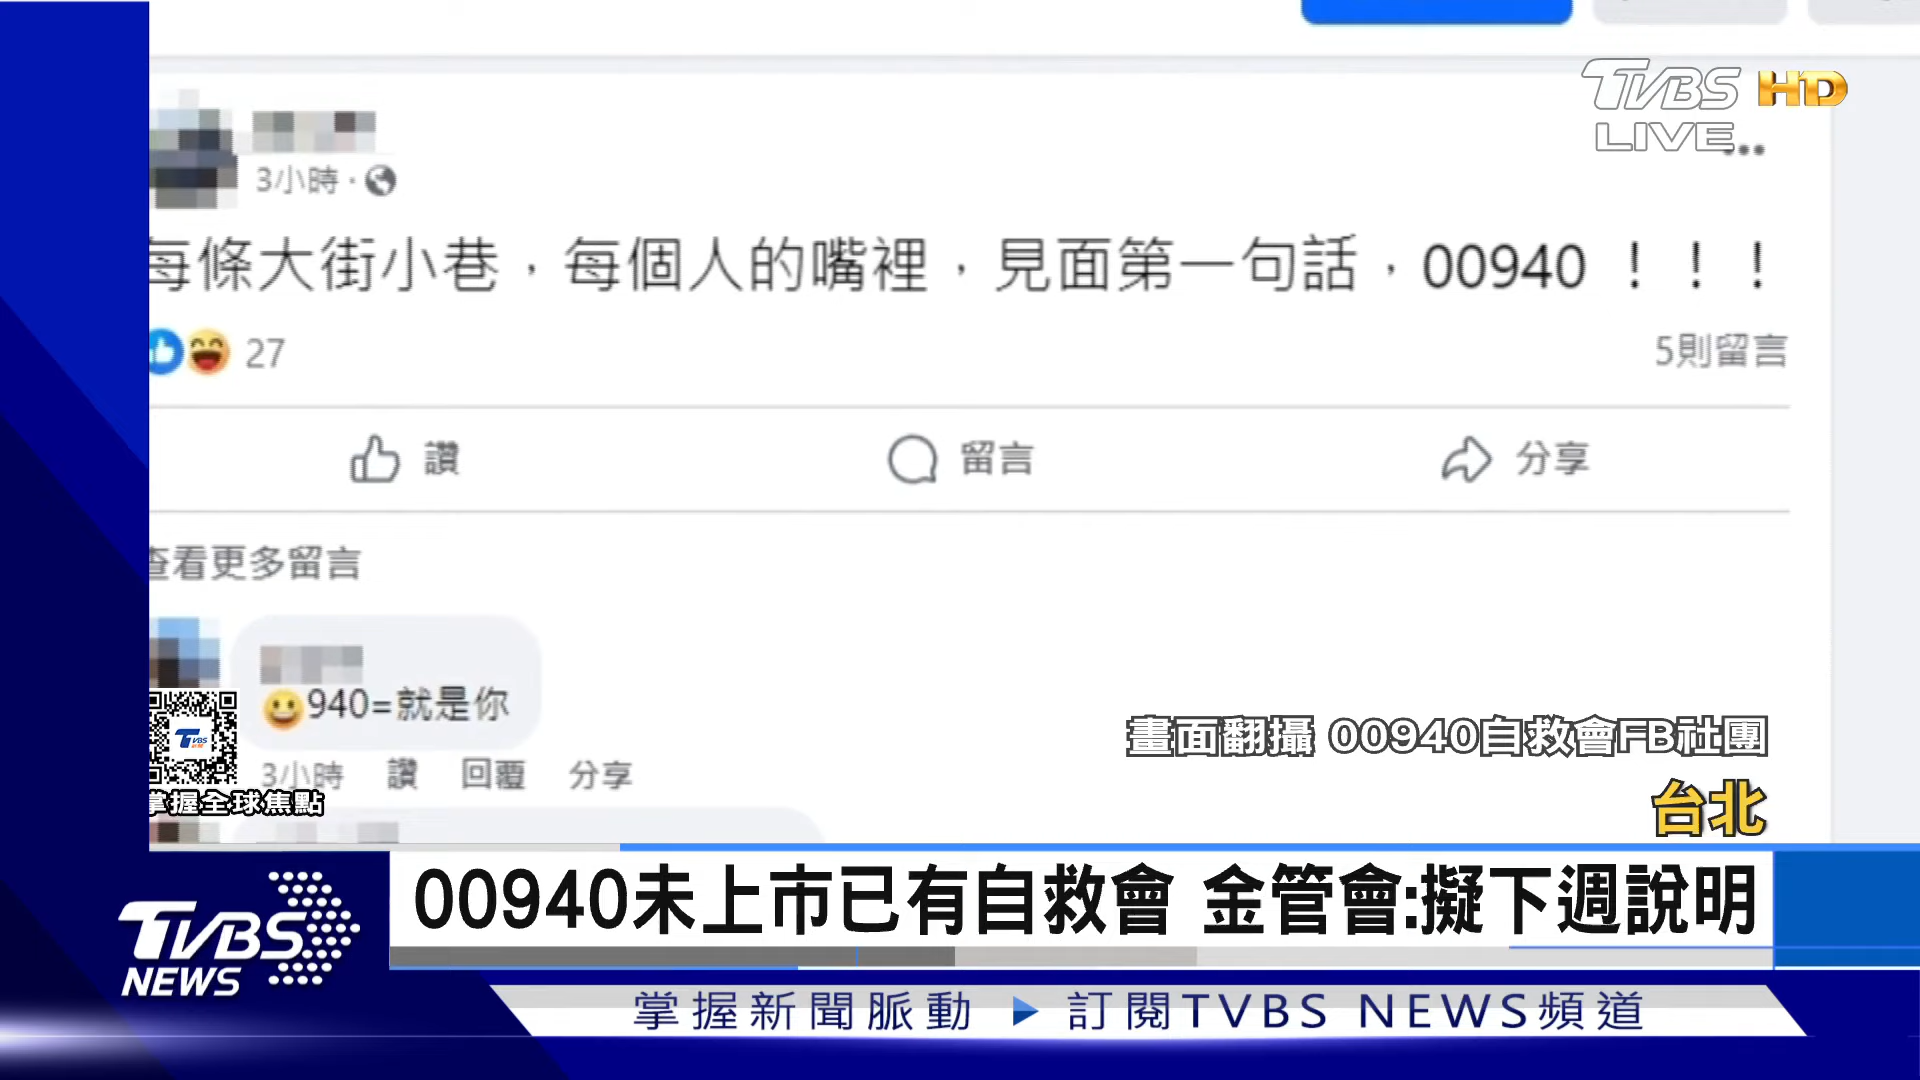 TVBS HD
LIVE
3小時
每條大街小巷，每個人的嘴裡，見面第一句話，00940！！！
27
5則留言
讚 留言 分享
查看更多留言
940=就是你
3小時 讚 回覆 分享
TVBS
掌握全球焦點
畫面翻攝 00940自救會FB社團
台北
00940未上市已有自救會 金管會:擬下週說明
TVBS NEWS
掌握新聞脈動 ▶ 訂閱TVBS NEWS頻道